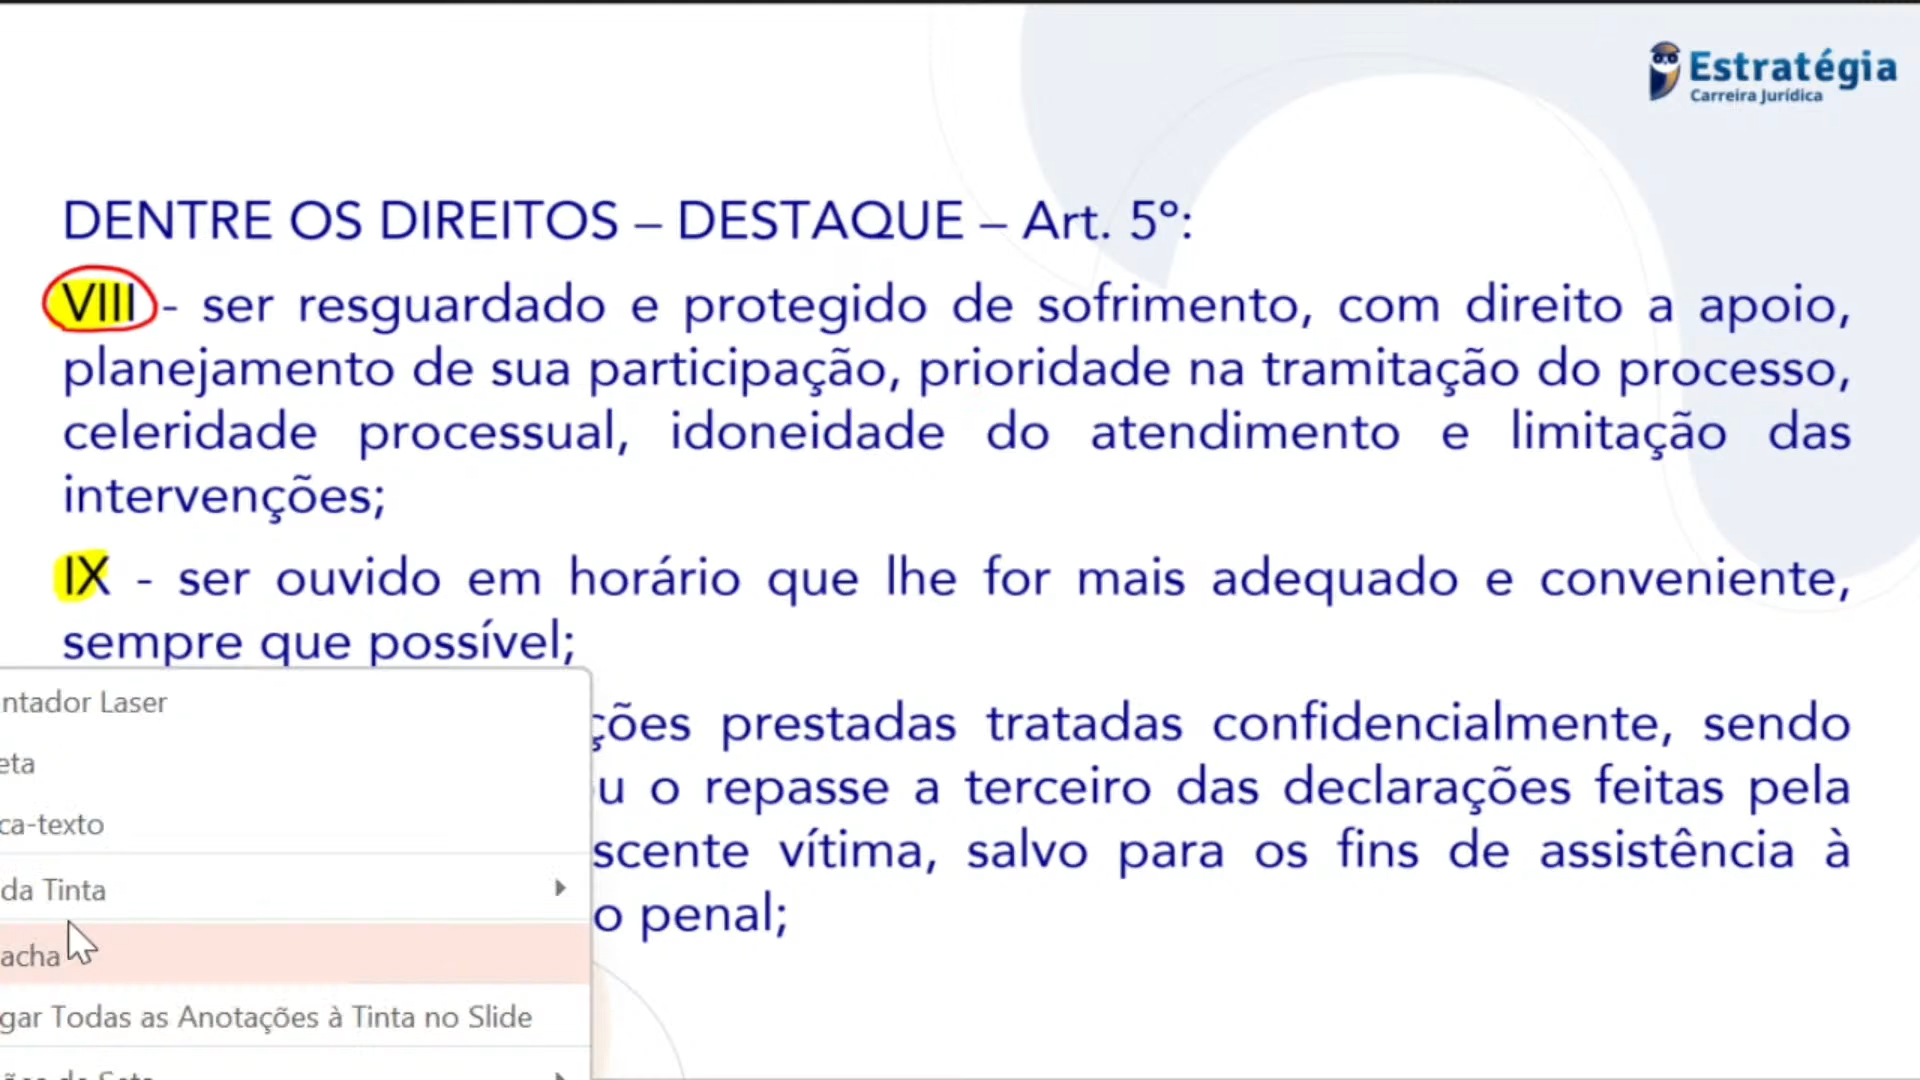 Estratégia
Carreira Jurídica
DENTRE OS DIREITOS – DESTAQUE – Art. 5º:
VIII - ser resguardado e protegido de sofrimento, com direito a apoio,
planejamento de sua participação, prioridade na tramitação do processo,
celeridade processual, idoneidade do atendimento e limitação das
intervenções;
IX - ser ouvido em horário que lhe for mais adequado e conveniente,
sempre que possível;
ções prestadas tratadas confidencialmente, sendo
u o repasse a terceiro das declarações feitas pela
scente vítima, salvo para os fins de assistência à
o penal;
ntador Laser
eta
ca-texto
da Tinta
acha
gar Todas as Anotações à Tinta no Slide